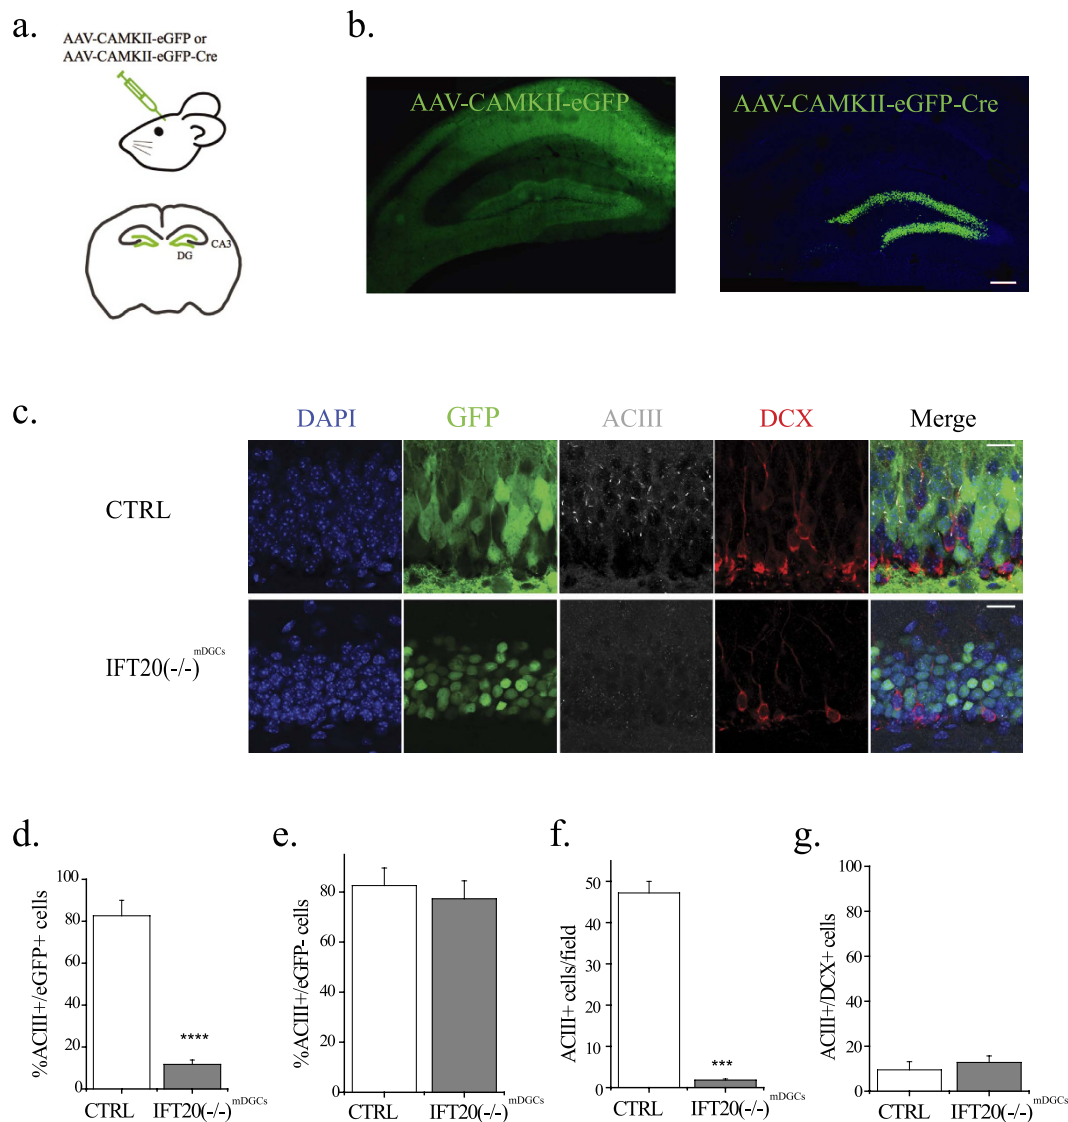 a.
AAV-CAMKII-eGFP or
AAV-CAMKII-eGFP-Cre
CA3
DG
b.
AAV-CAMKII-eGFP
AAV-CAMKII-eGFP-Cre
c.
DAPI GFP ACIII DCX Merge
CTRL
IFT20(-/-)mDGCs
d.
%ACIII+/eGFP+ cells
100
80
60
40
20
0
****
CTRL IFT20(-/-)mDGCs
e.
%ACIII+/eGFP- cells
80
60
40
20
0
CTRL IFT20(-/-)
f.
ACIII+ cells/field
50
40
30
20
10
0
***
CTRL IFT20(-/-)mDGCs
g.
ACIII+/DCX+ cells
100
80
60
40
20
0
CTRL IFT20(-/-)mDGCs